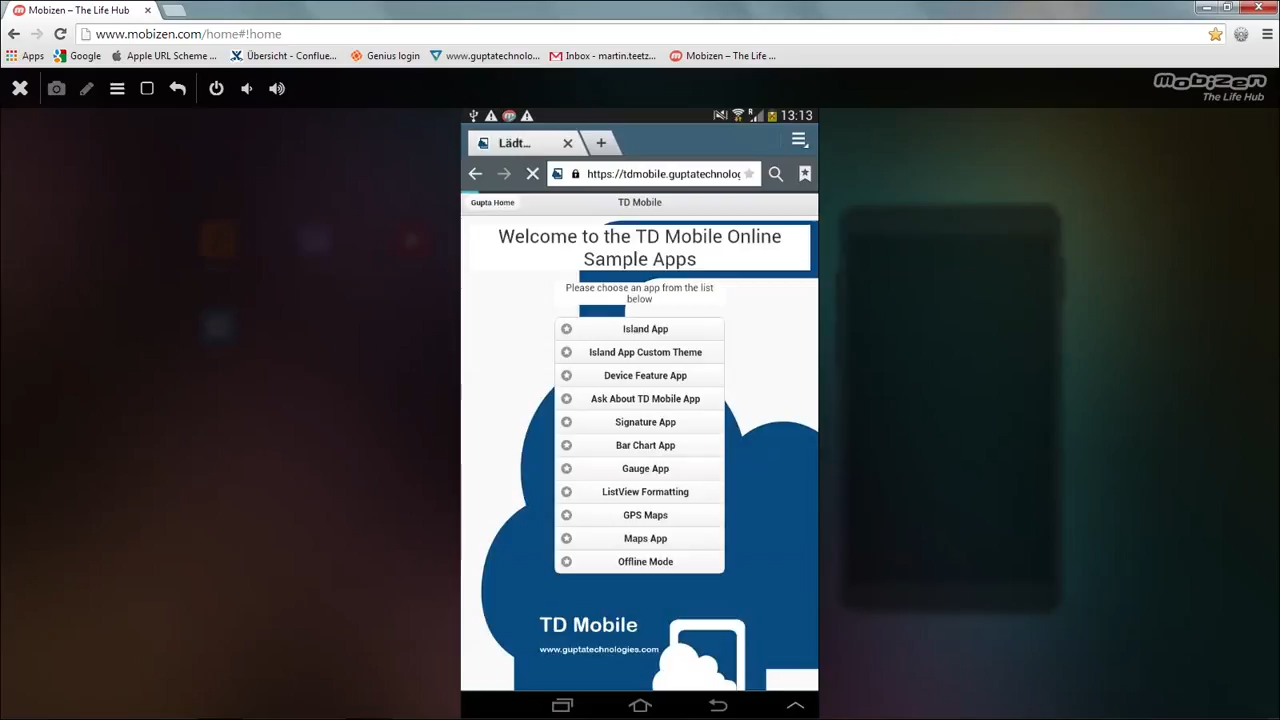 Mobizen – The Life Hub
www.mobizen.com/home#!home
Apps Google Apple URL Scheme ... Übersicht - Conflue... Genius login www.guptatechnolo... Inbox - martin.teetz... Mobizen – The Life ...
mobizen
The Life Hub
13:13
Lädt...
https://tdmobile.guptatechnolog
Gupta Home
TD Mobile
Welcome to the TD Mobile Online
Sample Apps
Please choose an app from the list
below
Island App
Island App Custom Theme
Device Feature App
Ask About TD Mobile App
Signature App
Bar Chart App
Gauge App
ListView Formatting
GPS Maps
Maps App
Offline Mode
TD Mobile
www.guptatechnologies.com